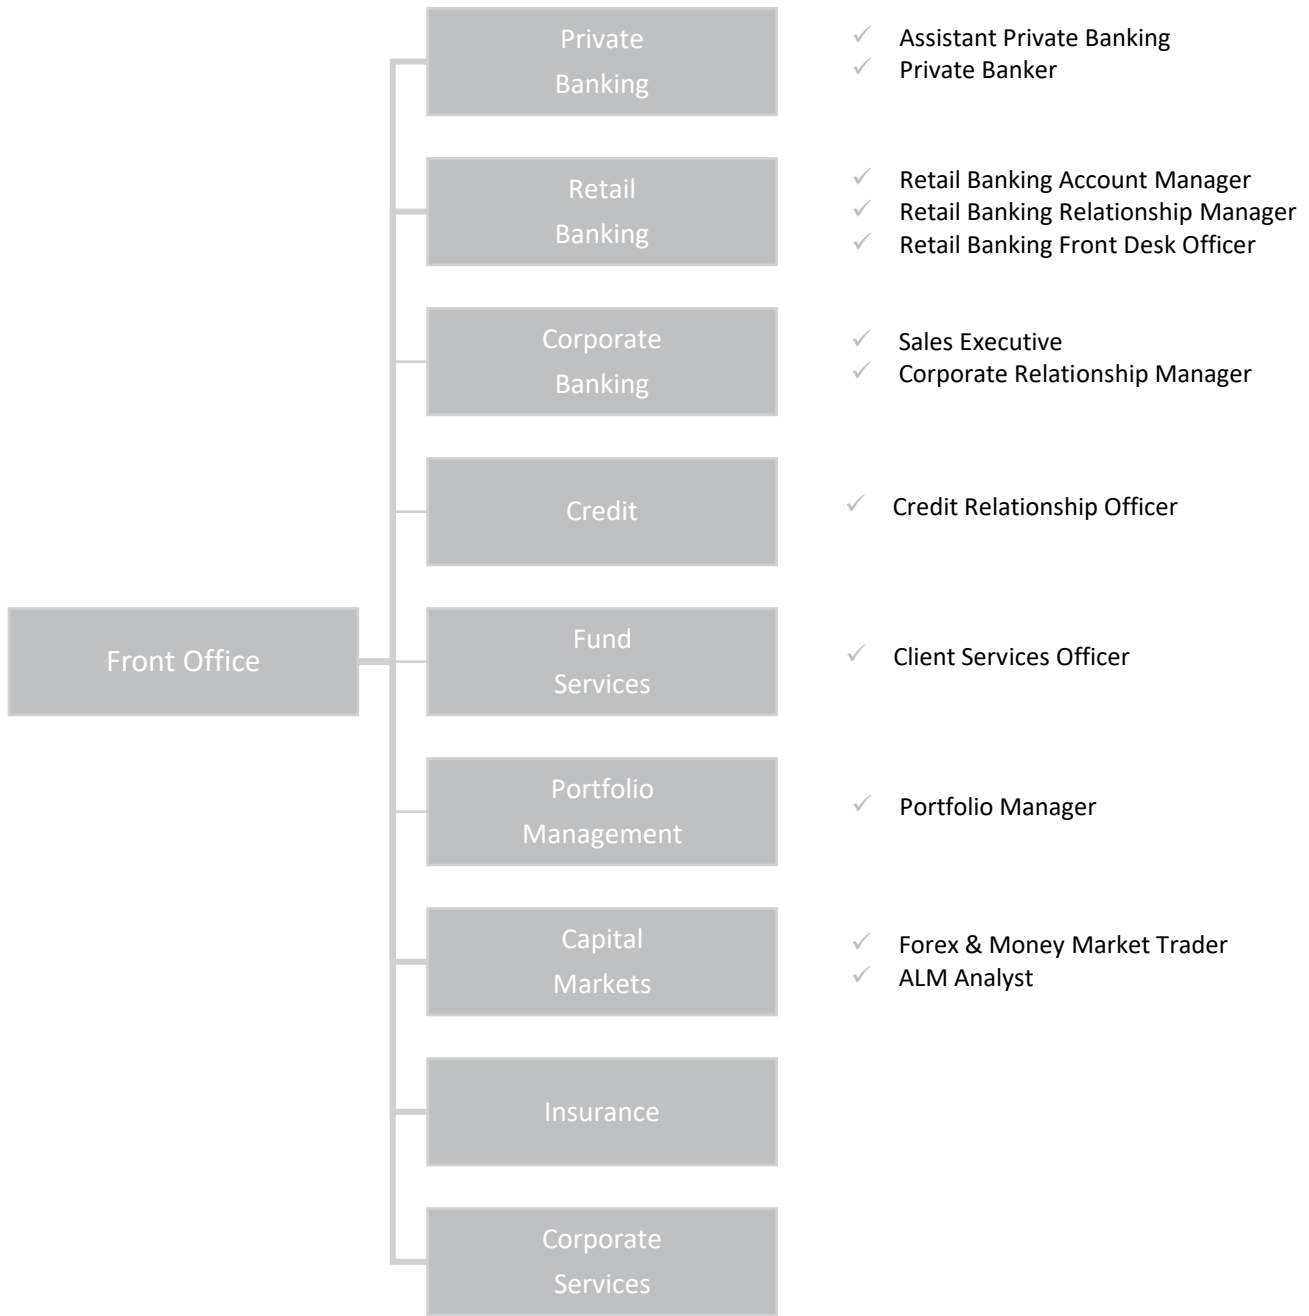 Private
Banking
✓ Assistant Private Banking
✓ Private Banker
Retail
Banking
✓ Retail Banking Account Manager
✓ Retail Banking Relationship Manager
✓ Retail Banking Front Desk Officer
Corporate
Banking
✓ Sales Executive
✓ Corporate Relationship Manager
Credit
✓ Credit Relationship Officer
Front Office
Fund
Services
✓ Client Services Officer
Portfolio
Management
✓ Portfolio Manager
Capital
Markets
✓ Forex & Money Market Trader
✓ ALM Analyst
Insurance
Corporate
Services